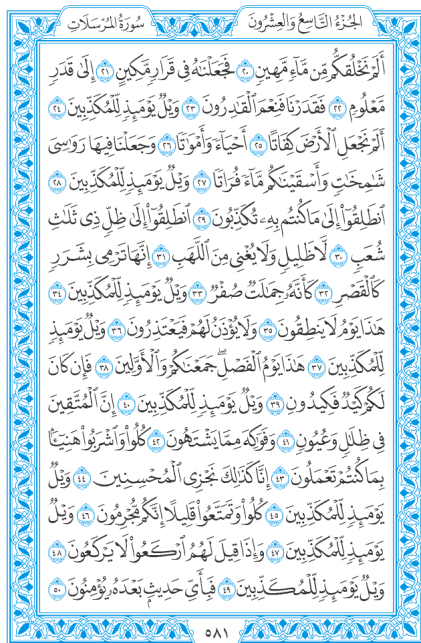 سُورَةُ المُرْسَلَاتِ الجُزْءُ التَّاسِعُ وَالعِشْرُونَ
أَلَمْ نَخْلُقكُّم مِّن مَّآءٍ مَّهِينٍ ٢٠ فَجَعَلْنَٰهُ فِى قَرَارٍ مَّكِينٍ ٢١ إِلَىٰ قَدَرٍ
مَّعْلُومٍ ٢٢ فَقَدَرْنَا فَنِعْمَ ٱلْقَٰدِرُونَ ٢٣ وَيْلٌ يَوْمَئِذٍ لِّلْمُكَذِّبِينَ ٢٤
أَلَمْ نَجْعَلِ ٱلْأَرْضَ كِفَاتًا ٢٥ أَحْيَآءً وَأَمْوَٰتًا ٢٦ وَجَعَلْنَا فِيهَا رَوَٰسِىَ
شَٰمِخَٰتٍ وَأَسْقَيْنَٰكُم مَّآءً فُرَاتًا ٢٧ وَيْلٌ يَوْمَئِذٍ لِّلْمُكَذِّبِينَ ٢٨
ٱنطَلِقُوٓا۟ إِلَىٰ مَا كُنتُم بِهِۦ تُكَذِّبُونَ ٢٩ ٱنطَلِقُوٓا۟ إِلَىٰ ظِلٍّ ذِى ثَلَٰثِ
شُعَبٍ ٣٠ لَّا ظَلِيلٍ وَلَا يُغْنِى مِنَ ٱللَّهَبِ ٣١ إِنَّهَا تَرْمِى بِشَرَرٍ
كَٱلْقَصْرِ ٣٢ كَأَنَّهُۥ جِمَٰلَتٌ صُفْرٌ ٣٣ وَيْلٌ يَوْمَئِذٍ لِّلْمُكَذِّبِينَ ٣٤
هَٰذَا يَوْمُ لَا يَنطِقُونَ ٣٥ وَلَا يُؤْذَنُ لَهُمْ فَيَعْتَذِرُونَ ٣٦ وَيْلٌ يَوْمَئِذٍ
لِّلْمُكَذِّبِينَ ٣٧ هَٰذَا يَوْمُ ٱلْفَصْلِ ۖ جَمَعْنَٰكُمْ وَٱلْأَوَّلِينَ ٣٨ فَإِن كَانَ
لَكُمْ كَيْدٌ فَكِيدُونِ ٣٩ وَيْلٌ يَوْمَئِذٍ لِّلْمُكَذِّبِينَ ٤٠ إِنَّ ٱلْمُتَّقِينَ
فِى ظِلَٰلٍ وَعُيُونٍ ٤١ وَفَوَٰكِهَ مِمَّا يَشْتَهُونَ ٤٢ كُلُوا۟ وَٱشْرَبُوا۟ هَنِيٓـًٔۢا
بِمَا كُنتُمْ تَعْمَلُونَ ٤٣ إِنَّا كَذَٰلِكَ نَجْزِى ٱلْمُحْسِنِينَ ٤٤ وَيْلٌ
يَوْمَئِذٍ لِّلْمُكَذِّبِينَ ٤٥ كُلُوا۟ وَتَمَتَّعُوا۟ قَلِيلًا إِنَّكُم مُّجْرِمُونَ ٤٦ وَيْلٌ
يَوْمَئِذٍ لِّلْمُكَذِّبِينَ ٤٧ وَإِذَا قِيلَ لَهُمُ ٱرْكَعُوا۟ لَا يَرْكَعُونَ ٤٨
وَيْلٌ يَوْمَئِذٍ لِّلْمُكَذِّبِينَ ٤٩ فَبِأَىِّ حَدِيثٍۭ بَعْدَهُۥ يُؤْمِنُونَ ٥٠
٥٨١